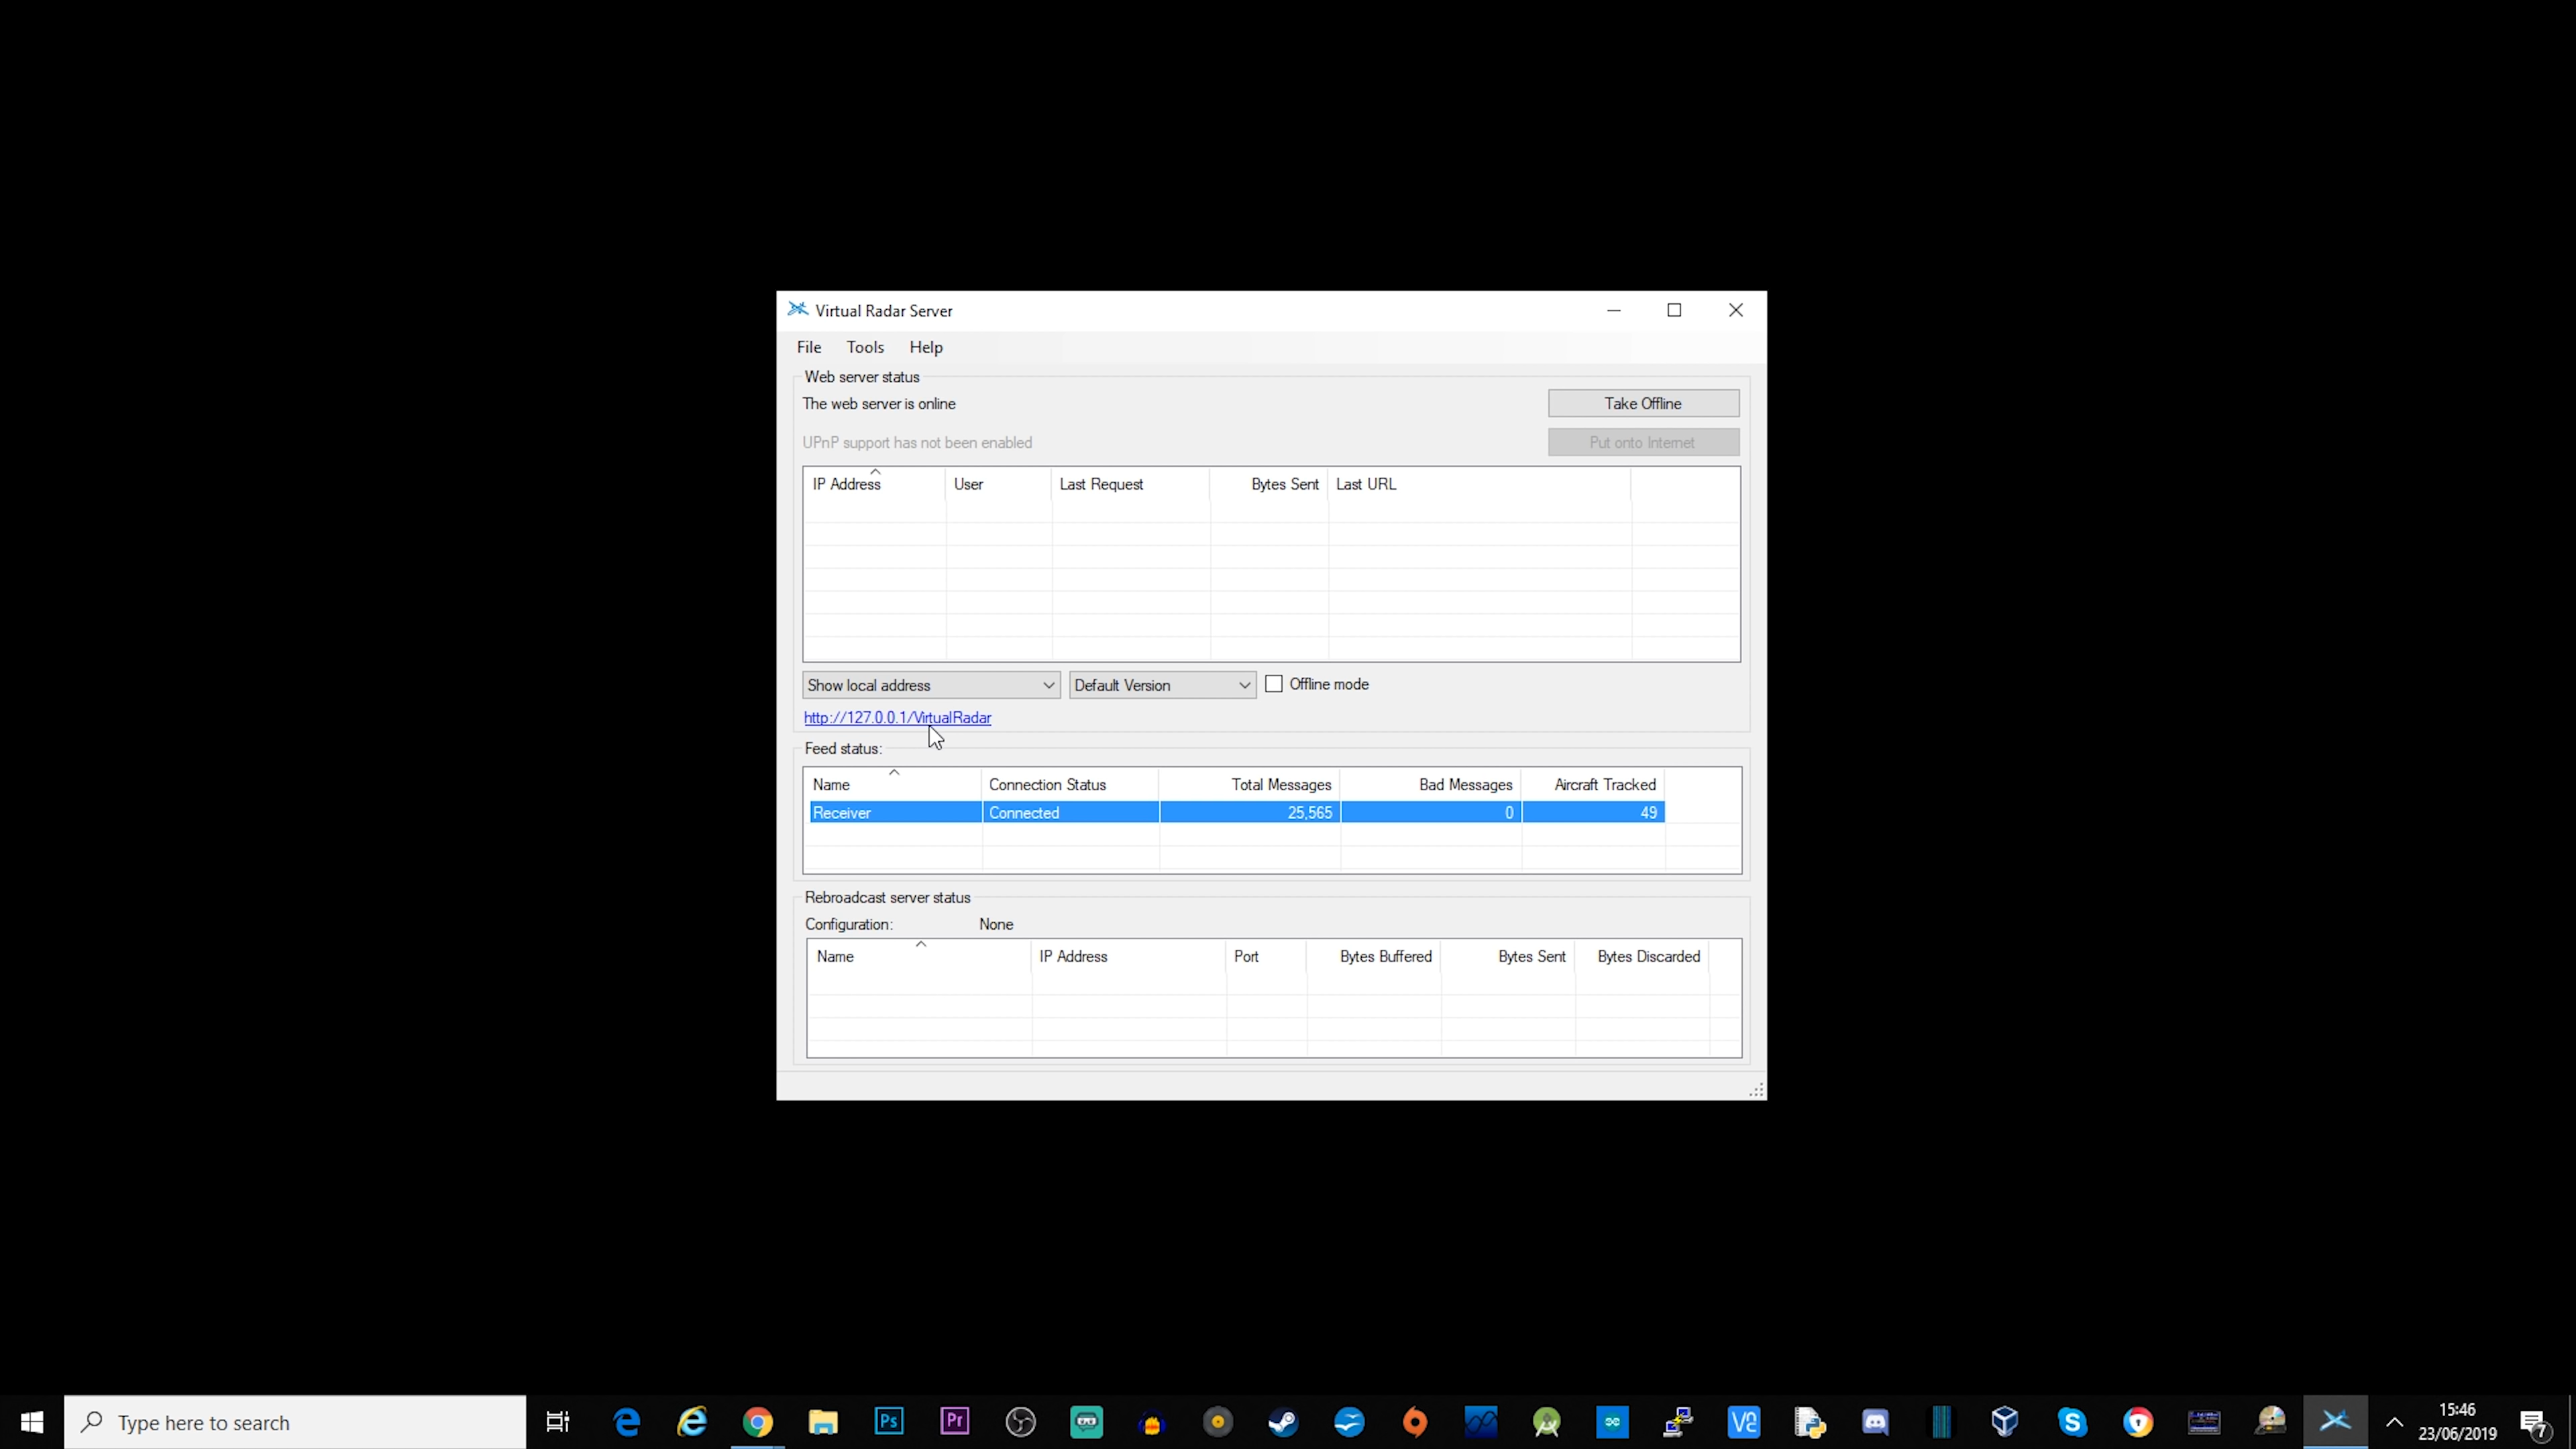 Virtual Radar Server
File Tools Help
Web server status
The web server is online
Take Offline
UPnP support has not been enabled
Put onto Internet
IP Address User Last Request Bytes Sent Last URL
Show local address Default Version Offline mode
http://127.0.0.1/VirtualRadar
Feed status:
Name Connection Status Total Messages Bad Messages Aircraft Tracked
Receiver Connected 25,565 0 49
Rebroadcast server status
Configuration: None
Name IP Address Port Bytes Buffered Bytes Sent Bytes Discarded
Type here to search
Ps
Pr
15:46
23/06/2019
7